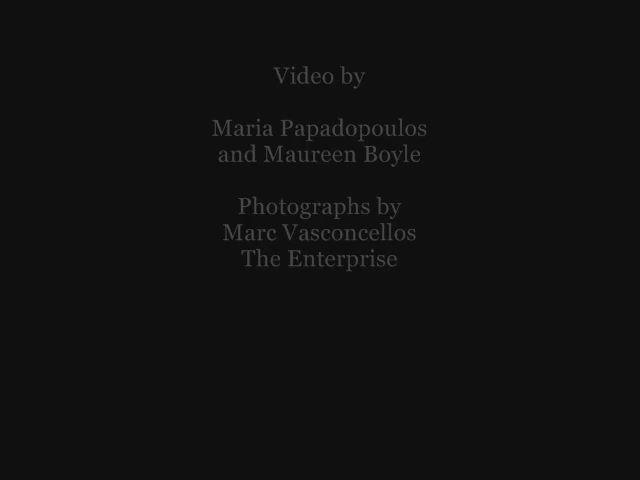 Video by
Maria Papadopoulos
and Maureen Boyle
Photographs by
Marc Vasconcellos
The Enterprise